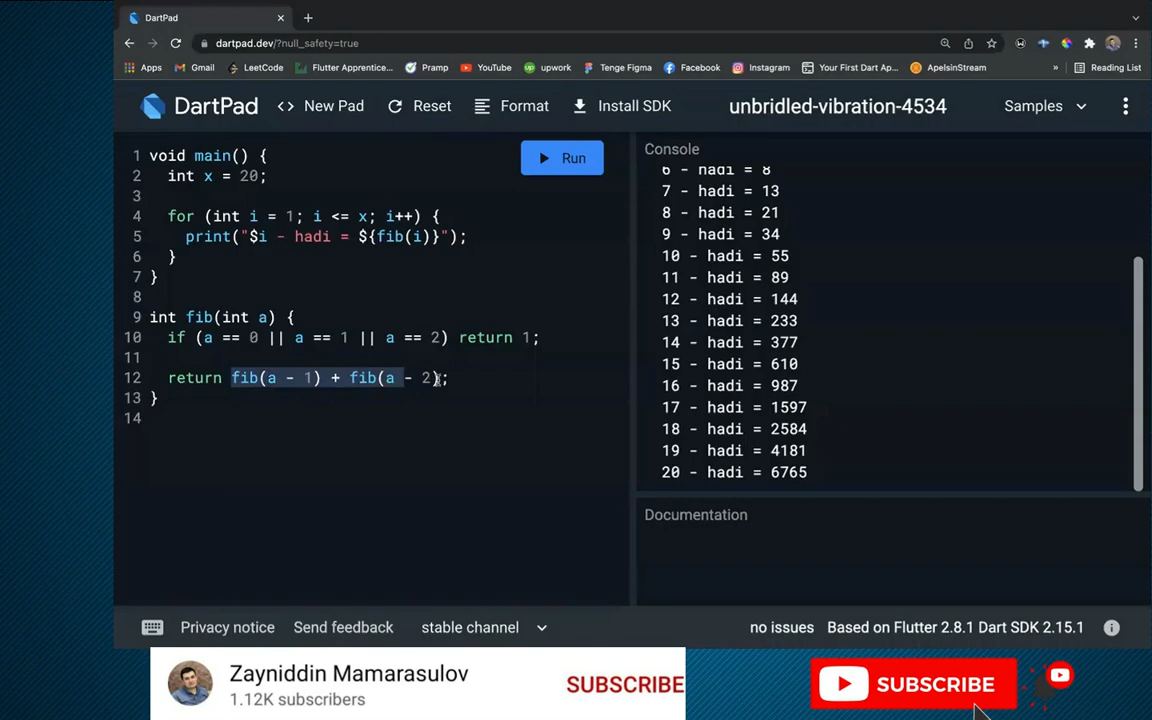 DartPad
dartpad.dev/?null_safety=true
Apps
Gmail
LeetCode
Flutter Apprentice...
Pramp
YouTube
upwork
Tenge Figma
Facebook
Instagram
Your First Dart Ap...
ApelsinStream
»
Reading List
DartPad
<> New Pad
Reset
Format
Install SDK
unbridled-vibration-4534
Samples
1 void main() {
2 int x = 20;
3
4 for (int i = 1; i <= x; i++) {
5 print("$i - hadi = ${fib(i)}");
6 }
7 }
8
9 int fib(int a) {
10 if (a == 0 || a == 1 || a == 2) return 1;
11
12 return fib(a - 1) + fib(a - 2);
13 }
14
Run
Console
6 - hadi = 8
7 - hadi = 13
8 - hadi = 21
9 - hadi = 34
10 - hadi = 55
11 - hadi = 89
12 - hadi = 144
13 - hadi = 233
14 - hadi = 377
15 - hadi = 610
16 - hadi = 987
17 - hadi = 1597
18 - hadi = 2584
19 - hadi = 4181
20 - hadi = 6765
Documentation
Privacy notice
Send feedback
stable channel
no issues
Based on Flutter 2.8.1 Dart SDK 2.15.1
Zayniddin Mamarasulov
1.12K subscribers
SUBSCRIBE
SUBSCRIBE